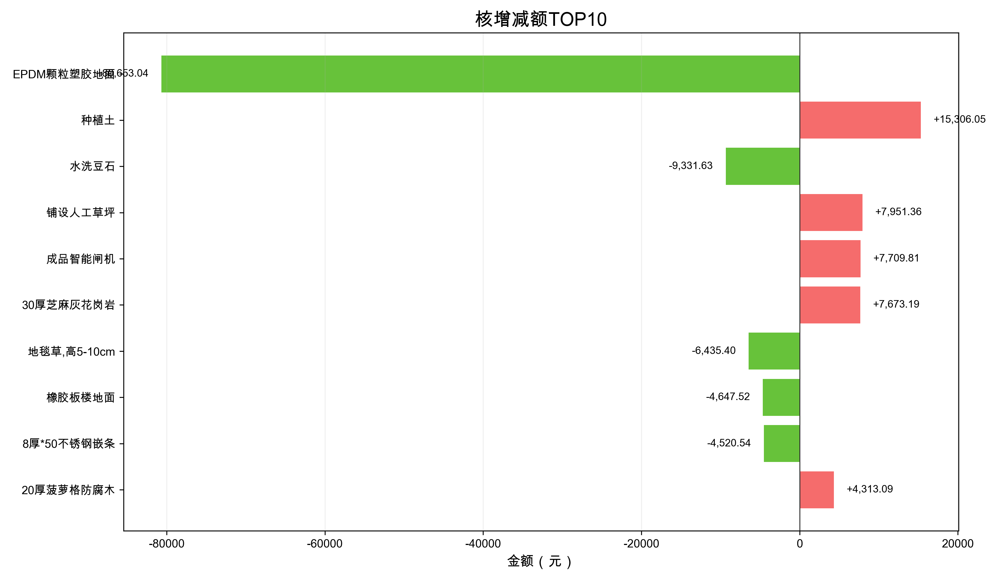 核增减额TOP10
EPDM颗粒塑胶地面 -80,653.04
种植土 +15,306.05
水洗豆石 -9,331.63
铺设人工草坪 +7,951.36
成品智能闸机 +7,709.81
30厚芝麻灰花岗岩 +7,673.19
地毯草,高5-10cm -6,435.40
橡胶板楼地面 -4,647.52
8厚*50不锈钢嵌条 -4,520.54
20厚菠萝格防腐木 +4,313.09
-80000 -60000 -40000 -20000 0 20000
金额（元）